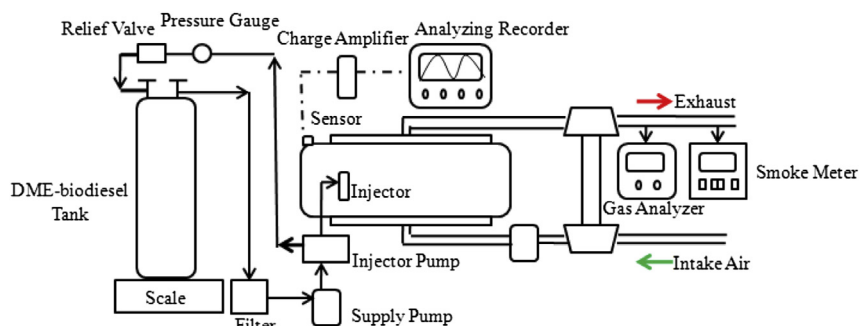 Relief Valve
Pressure Gauge
Charge Amplifier
Analyzing Recorder
Sensor
Exhaust
DME-biodiesel
Tank
Injector
Gas Analyzer
Smoke Meter
Injector Pump
Intake Air
Scale
Filter
Supply Pump